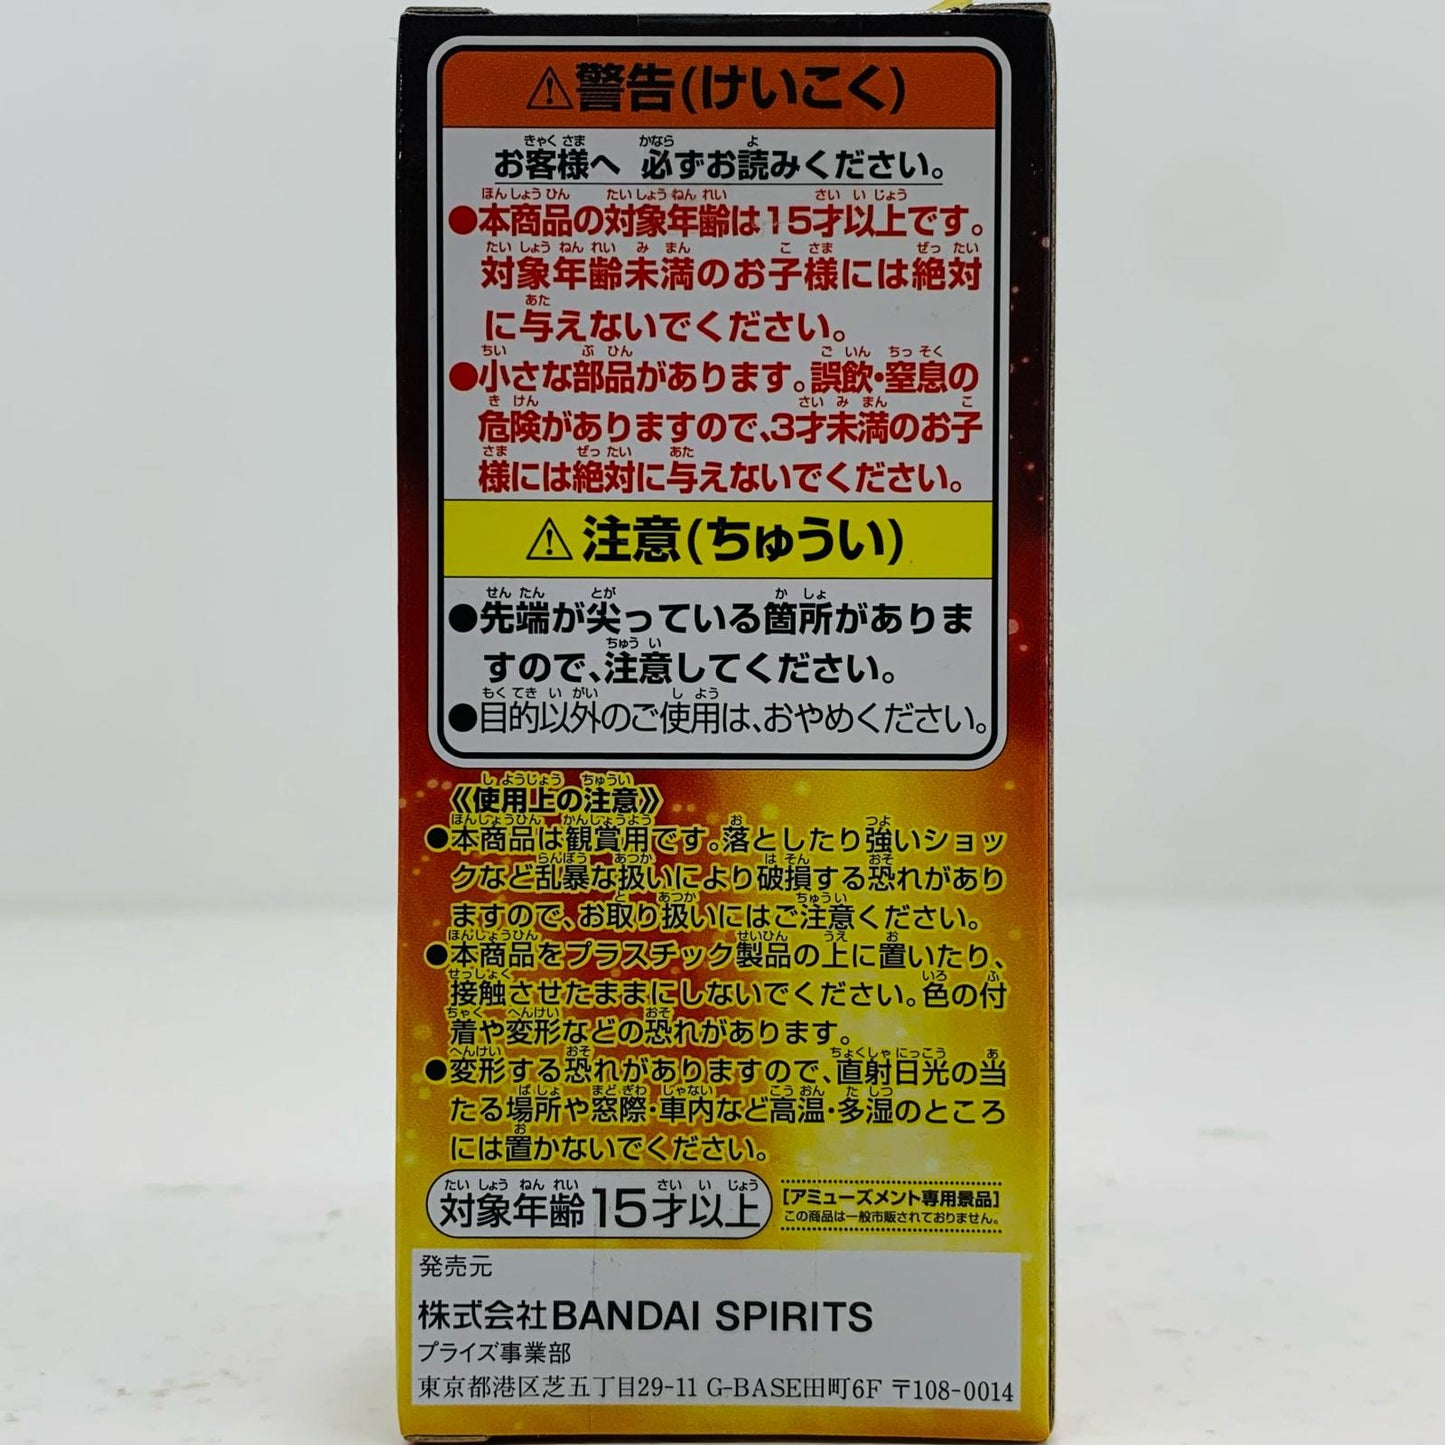 ⚠警告(けいこく)
お客様へ 必ずお読みください。
●本商品の対象年齢は15才以上です。
対象年齢未満のお子様には絶対
に与えないでください。
●小さな部品があります。誤飲・窒息の
危険がありますので、3才未満のお子
様には絶対に与えないでください。
⚠注意(ちゅうい)
●先端が尖っている箇所がありま
すので、注意してください。
●目的以外のご使用は、おやめください。
《使用上の注意》
●本商品は観賞用です。落としたり強いショッ
クなど乱暴な扱いにより破損する恐れがあり
ますので、お取り扱いにはご注意ください。
●本商品をプラスチック製品の上に置いたり、
接触させたままにしないでください。色の付
着や変形などの恐れがあります。
●変形する恐れがありますので、直射日光の当
たる場所や窓際・車内など高温・多湿のところ
には置かないでください。
対象年齢15才以上
[アミューズメント専用景品]
この商品は一般市販されておりません。
発売元
株式会社BANDAI SPIRITS
プライズ事業部
東京都港区芝五丁目29-11 G-BASE田町6F 〒108-0014